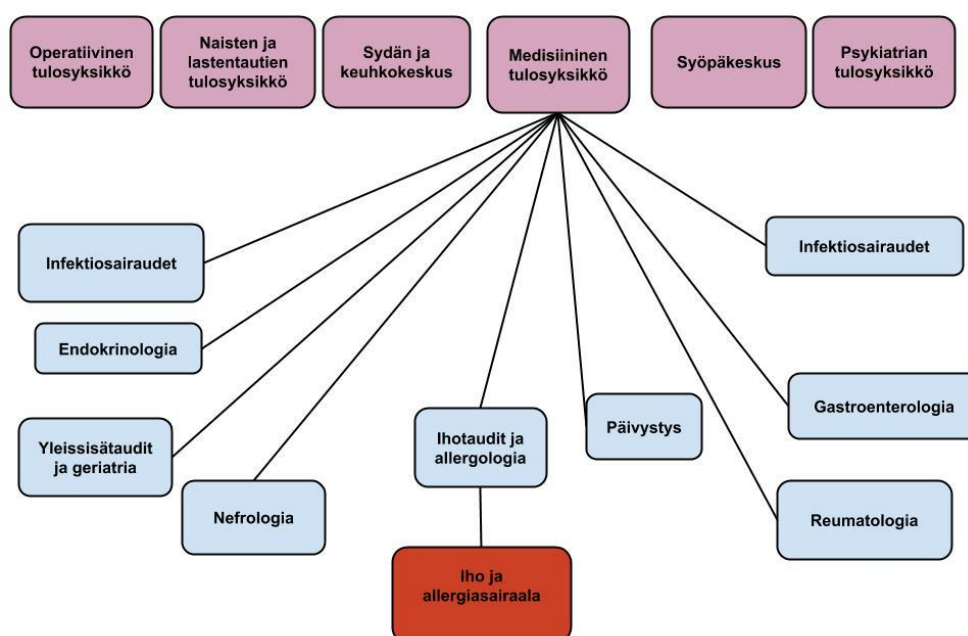 Operatiivinen
tulosyksikkö
Naisten ja
lastentautien
tulosyksikkö
Sydän ja
keuhkokeskus
Medisiininen
tulosyksikkö
Syöpäkeskus
Psykiatrian
tulosyksikkö
Infektiosairaudet
Infektiosairaudet
Endokrinologia
Gastroenterologia
Yleissisätaudit
ja geriatria
Ihotaudit ja
allergologia
Päivystys
Nefrologia
Reumatologia
Iho ja
allergiasairaala